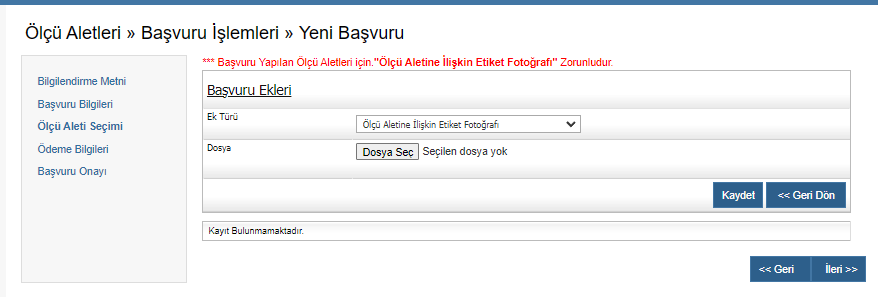 Ölçü Aletleri » Başvuru İşlemleri » Yeni Başvuru
Bilgilendirme Metni
Başvuru Bilgileri
Ölçü Aleti Seçimi
Ödeme Bilgileri
Başvuru Onayı
*** Başvuru Yapılan Ölçü Aletleri için."Ölçü Aletine İlişkin Etiket Fotoğrafı" Zorunludur.
Başvuru Ekleri
Ek Türü
Ölçü Aletine İlişkin Etiket Fotoğrafı
Dosya
Dosya Seç Seçilen dosya yok
Kaydet << Geri Dön
Kayıt Bulunmamaktadır.
<< Geri İleri >>